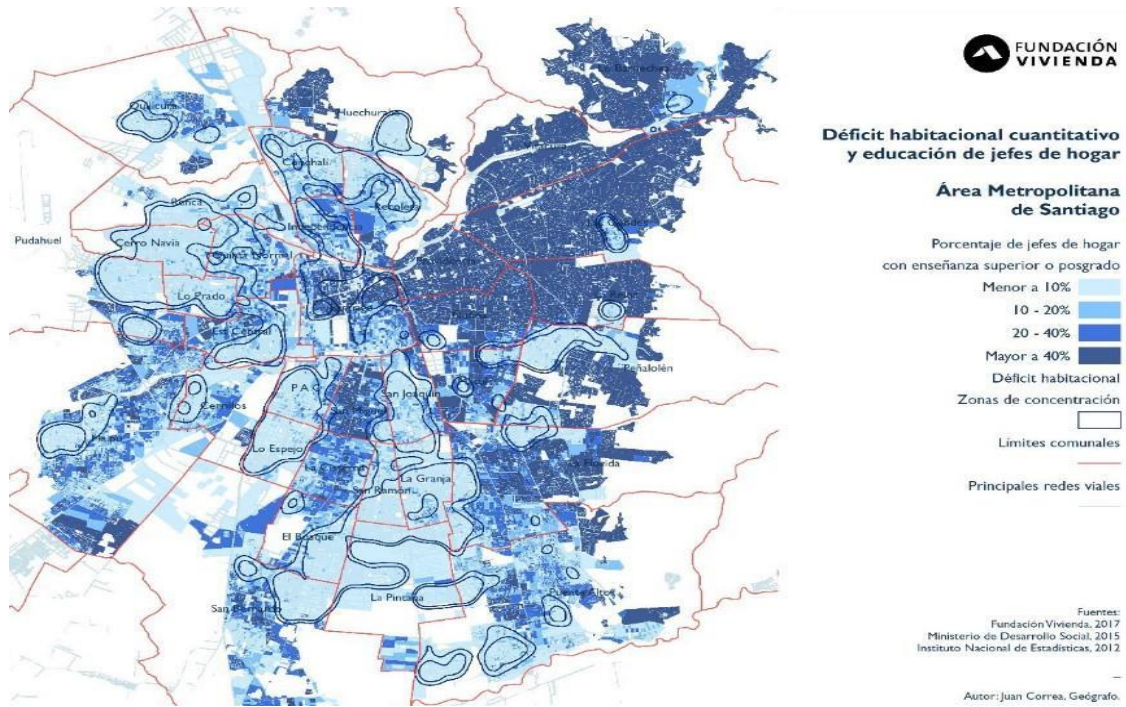 FUNDACIÓN
VIVIENDA
Déficit habitacional cuantitativo
y educación de jefes de hogar
Área Metropolitana
de Santiago
Porcentaje de jefes de hogar
con enseñanza superior o posgrado
Menor a 10%
10 - 20%
20 - 40%
Mayor a 40%
Déficit habitacional
Zonas de concentración
Límites comunales
Principales redes viales
Fuentes:
Fundación Vivienda, 2017
Ministerio de Desarrollo Social, 2015
Instituto Nacional de Estadísticas, 2012
Autor: Juan Correa, Geógrafo.
Quilicura
Huechuraba
Conchalí
Renca
Recoleta
Independencia
Pudahuel
Cerro Navia
Quinta Normal
Lo Prado
Est Central
Peñalolén
P A C
San Joaquín
Cerrillos
Maipú
Lo Espejo
La Granja
San Ramón
El Bosque
La Pintana
San Bernardo
Puente Alto